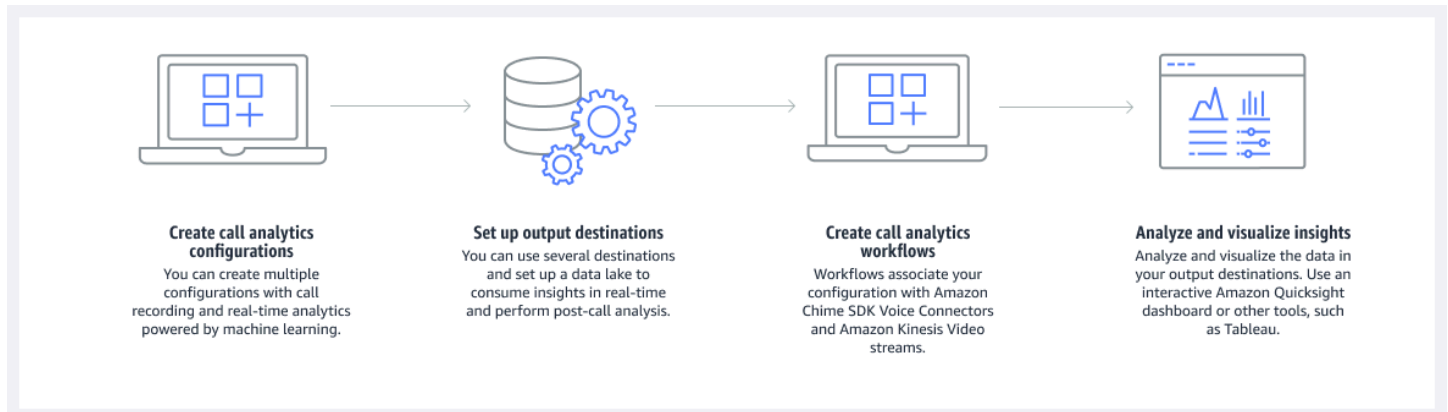 Create call analytics
configurations
You can create multiple
configurations with call
recording and real-time analytics
powered by machine learning.
Set up output destinations
You can use several destinations
and set up a data lake to
consume insights in real-time
and perform post-call analysis.
Create call analytics
workflows
Workflows associate your
configuration with Amazon
Chime SDK Voice Connectors
and Amazon Kinesis Video
streams.
Analyze and visualize insights
Analyze and visualize the data in
your output destinations. Use an
interactive Amazon Quicksight
dashboard or other tools, such
as Tableau.